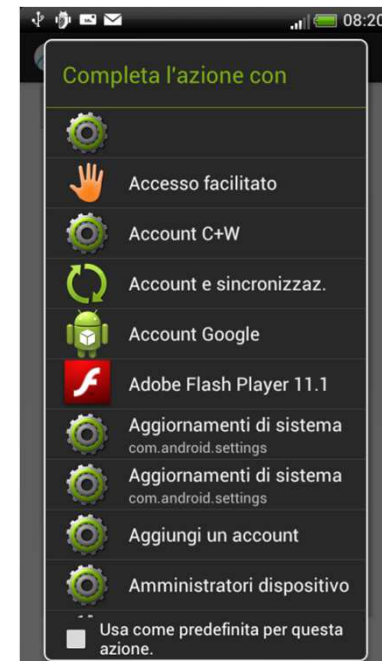 08:20
Completa l'azione con
Accesso facilitato
Account C+W
Account e sincronizzaz.
Account Google
Adobe Flash Player 11.1
Aggiornamenti di sistema
com.android.settings
Aggiornamenti di sistema
com.android.settings
Aggiungi un account
Amministratori dispositivo
Usa come predefinita per questa
azione.